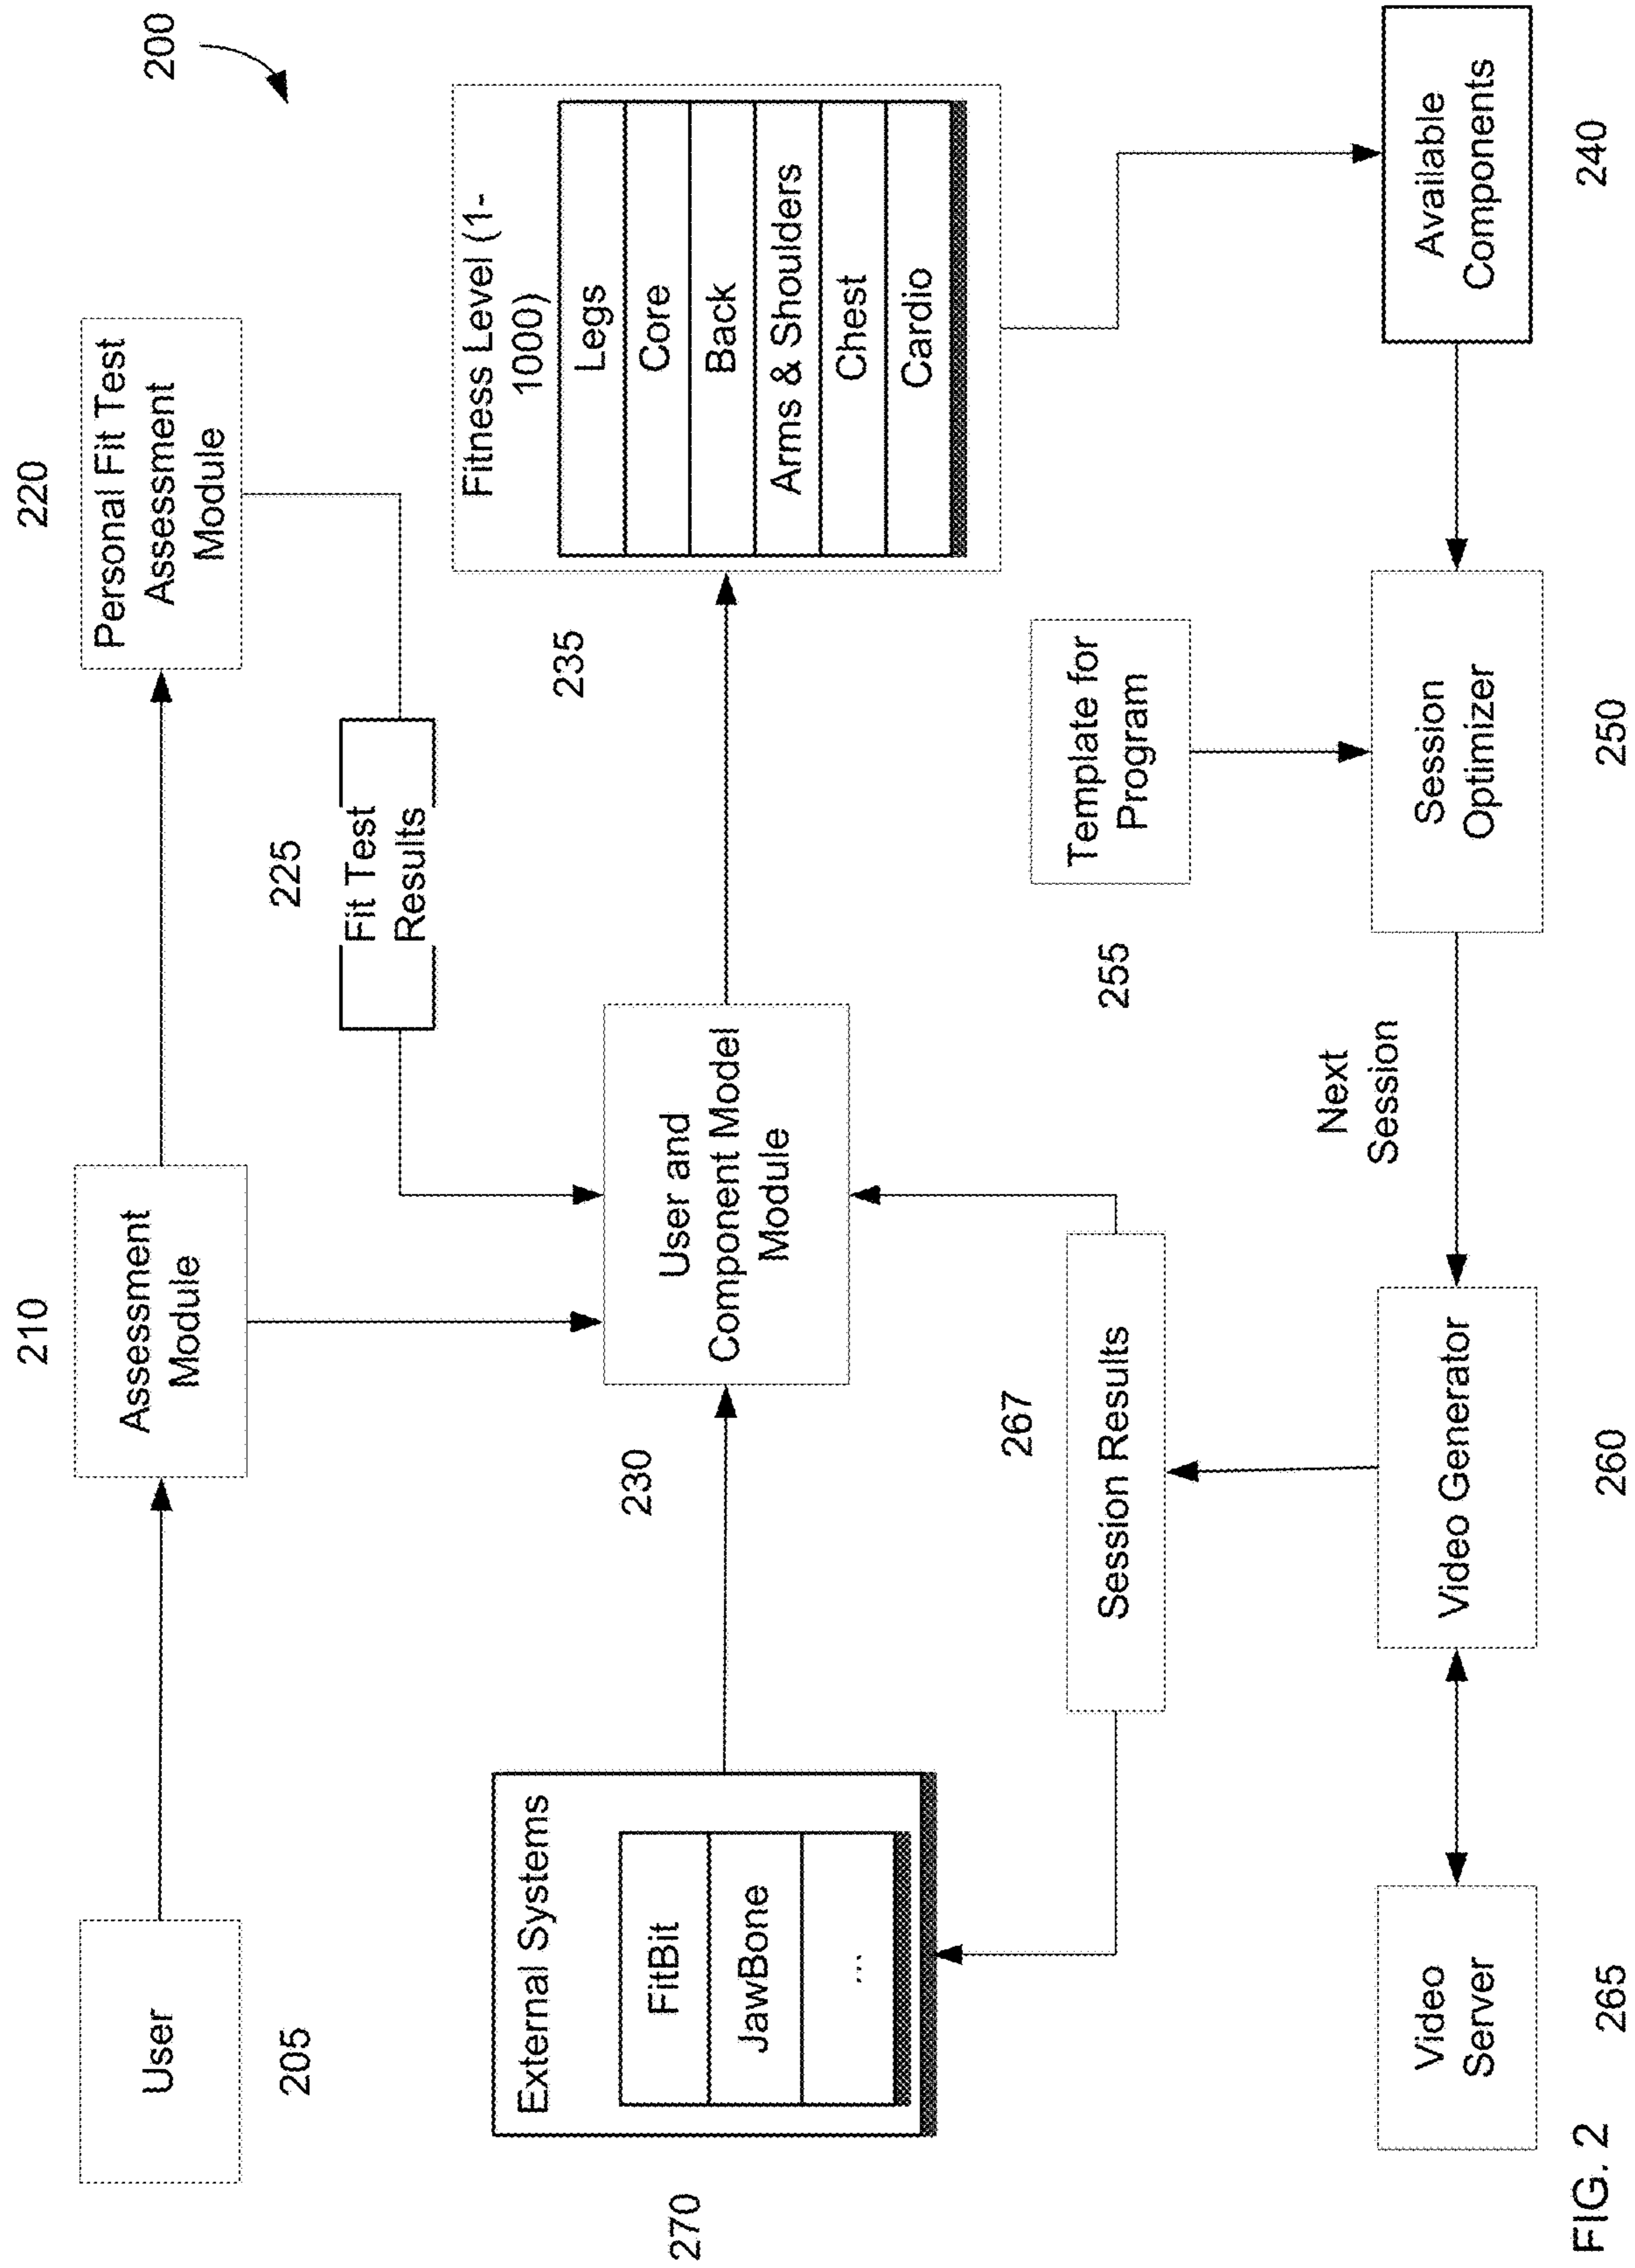 200
220
Personal Fit Test
Assessment
Module
210
Assessment
Module
User
205
225
Fit Test
Results
Fitness Level (1-
1000)
Legs
Core
Back
Arms & Shoulders
Chest
Cardio
235
User and
Component Model
Module
230
External Systems
FitBit
JawBone
...
270
Template for
Program
255
267
Session Results
Next
Session
Available
Components
240
Session
Optimizer
250
Video Generator
260
Video
Server
265
FIG. 2